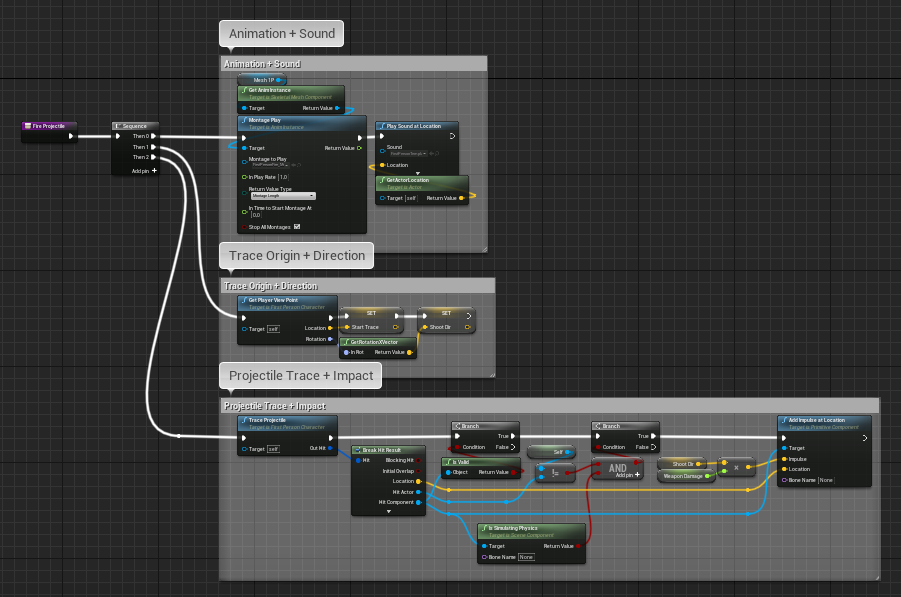 Animation + Sound
Animation + Sound
Mesh 1P
Get AnimInstance
Target is Skeletal Mesh Component
Target
Return Value
Fire Projectile
Sequence
Then 0
Then 1
Then 2
Add pin +
Montage Play
Target is AnimInstance
Target
Return Value
Montage to Play
In Play Rate 1.0
Return Value Type
Montage Length
In Time to Start Montage At
0.0
Stop All Montages
Play Sound at Location
Sound
Location
GetActorLocation
Target is Actor
Target self
Return Value
Trace Origin + Direction
Trace Origin + Direction
Get Player View Point
Target is First Person Character
Target self
Location
Rotation
SET
Start Trace
SET
Shoot Dir
GetRotationXVector
In Rot
Return Value
Projectile Trace + Impact
Projectile Trace + Impact
Trace Projectile
Target is First Person Character
Target self
Out Hit
Break Hit Result
Hit
Blocking Hit
Initial Overlap
Location
Hit Actor
Hit Component
Branch
True
Condition
False
Is Valid
Object
Return Value
Self
!=
Branch
True
Condition
False
AND
Add pin +
Shoot Dir
Weapon Damage
×
Add Impulse at Location
Target is Primitive Component
Target
Impulse
Location
Bone Name None
Is Simulating Physics
Target is Scene Component
Target
Return Value
Bone Name None